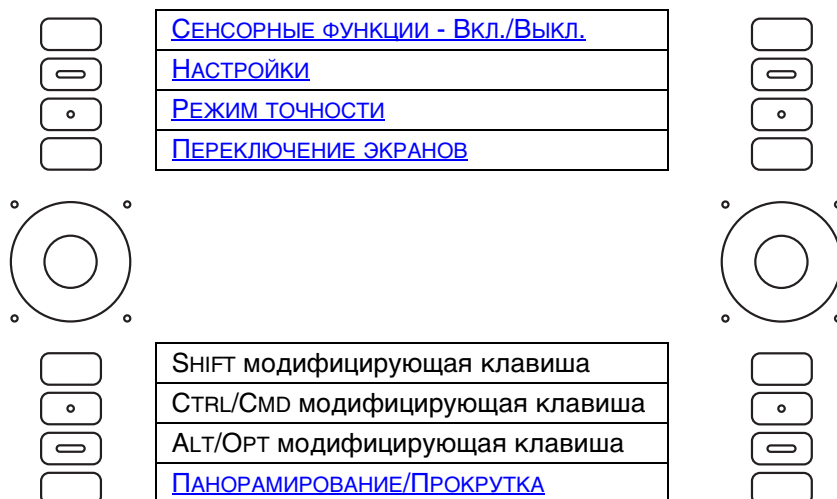 Сенсорные функции - Вкл./Выкл.
Настройки
Режим точности
Переключение экранов
Shift модифицирующая клавиша
Ctrl/Cmd модифицирующая клавиша
Alt/Opt модифицирующая клавиша
Панорамирование/Прокрутка